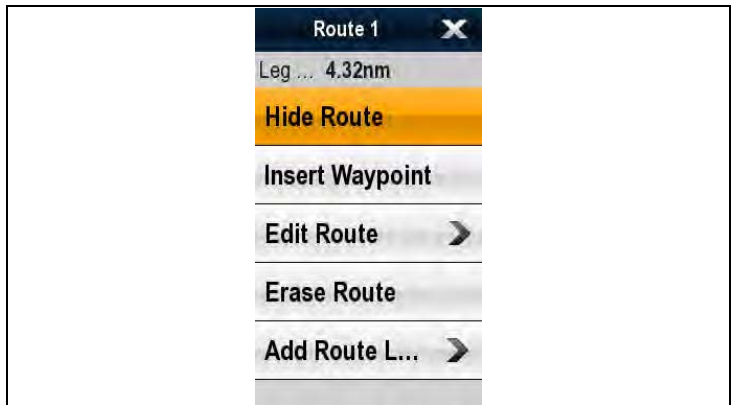 Route 1
Leg ... 4.32nm
Hide Route
Insert Waypoint
Edit Route
Erase Route
Add Route L...